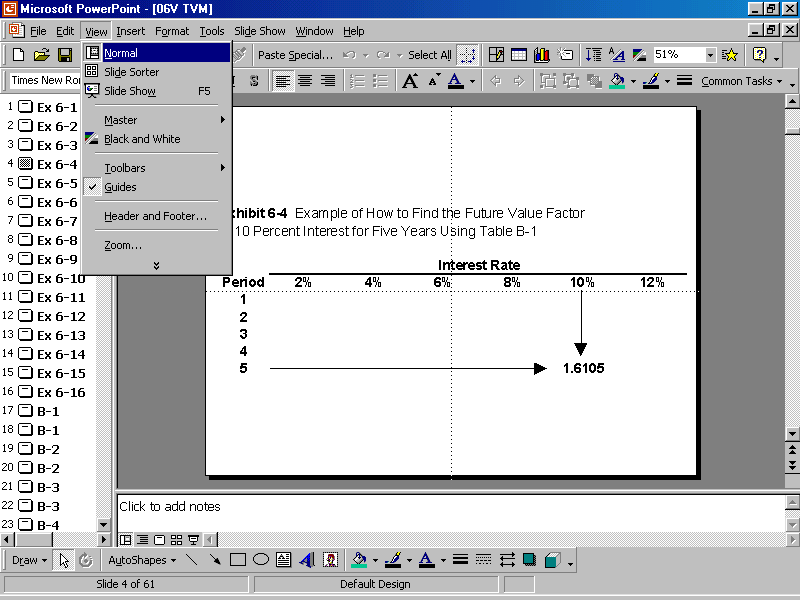 Microsoft PowerPoint - [06V TVM]
File Edit View Insert Format Tools Slide Show Window Help
Paste Special... Select All 51%
Times New Ro
Common Tasks
Normal
Slide Sorter
Slide Show F5
Master
Black and White
Toolbars
Guides
Header and Footer...
Zoom...
1 Ex 6-1
2 Ex 6-2
3 Ex 6-3
4 Ex 6-4
5 Ex 6-5
6 Ex 6-6
7 Ex 6-7
8 Ex 6-8
9 Ex 6-9
10 Ex 6-10
11 Ex 6-11
12 Ex 6-12
13 Ex 6-13
14 Ex 6-14
15 Ex 6-15
16 Ex 6-16
17 B-1
18 B-1
19 B-2
20 B-2
21 B-3
22 B-3
23 B-4
xhibit 6-4 Example of How to Find the Future Value Factor
10 Percent Interest for Five Years Using Table B-1
Interest Rate
Period 2% 4% 6% 8% 10% 12%
1
2
3
4
5 1.6105
Click to add notes
Draw AutoShapes
Slide 4 of 61 Default Design